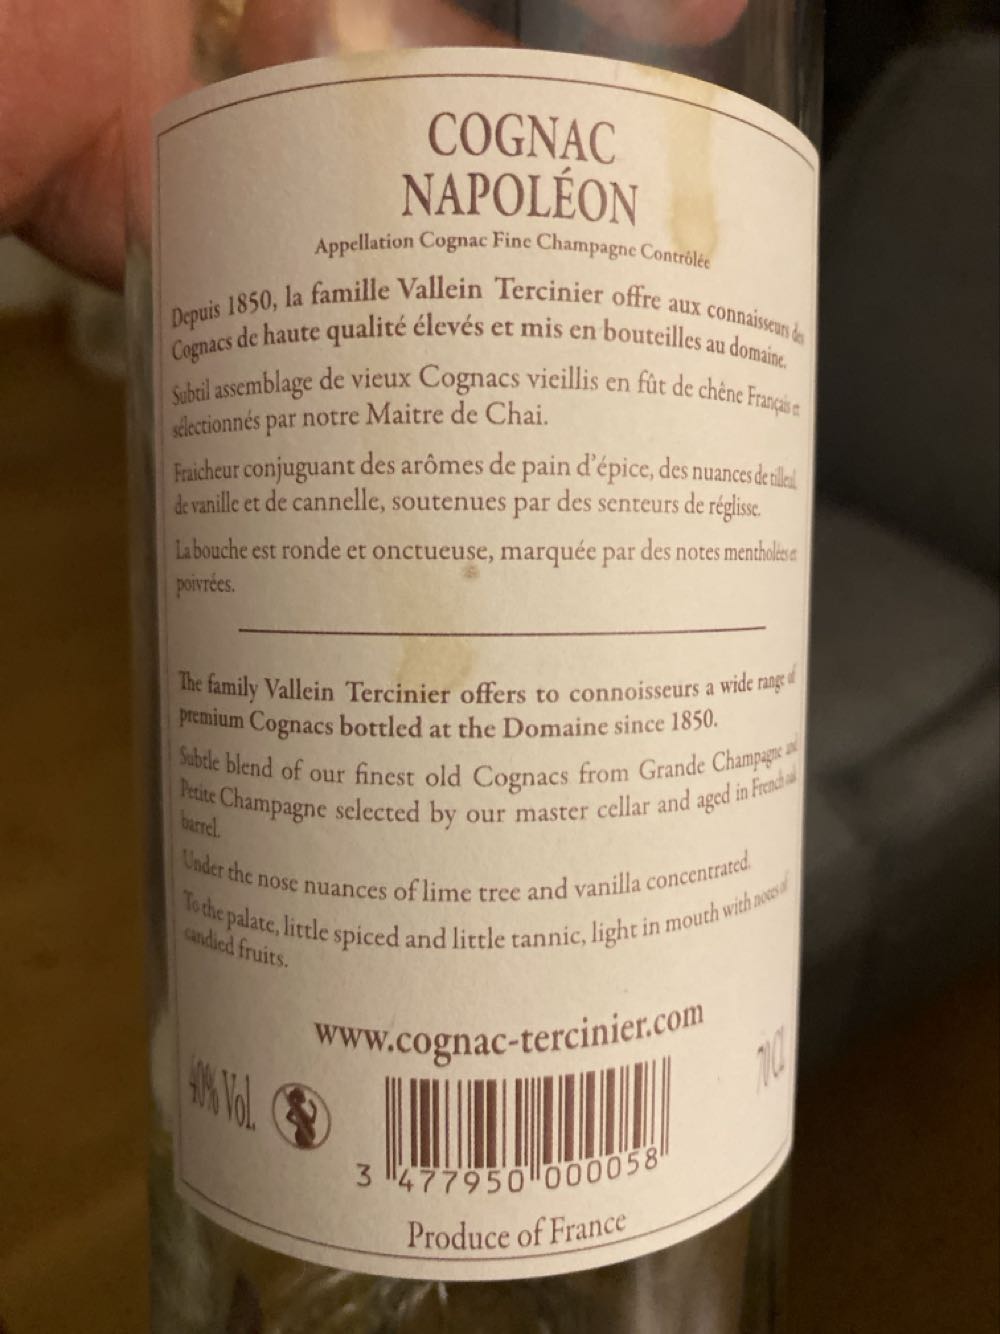 COGNAC
NAPOLÉON
Appellation Cognac Fine Champagne Contrôlée
Depuis 1850, la famille Vallein Tercinier offre aux connaisseurs des
Cognacs de haute qualité élevés et mis en bouteilles au domaine.
Subtil assemblage de vieux Cognacs vieillis en fût de chêne Français et
sélectionnés par notre Maitre de Chai.
Fraicheur conjuguant des arômes de pain d'épice, des nuances de tilleul,
de vanille et de cannelle, soutenues par des senteurs de réglisse.
La bouche est ronde et onctueuse, marquée par des notes mentholées et
poivrées.
The family Vallein Tercinier offers to connoisseurs a wide range of
premium Cognacs bottled at the Domaine since 1850.
Subtle blend of our finest old Cognacs from Grande Champagne and
Petite Champagne selected by our master cellar and aged in French oak
barrel.
Under the nose nuances of lime tree and vanilla concentrated.
To the palate, little spiced and little tannic, light in mouth with notes of
candied fruits.
www.cognac-tercinier.com
40% Vol.
70 CL
3 477950 000058
Produce of France